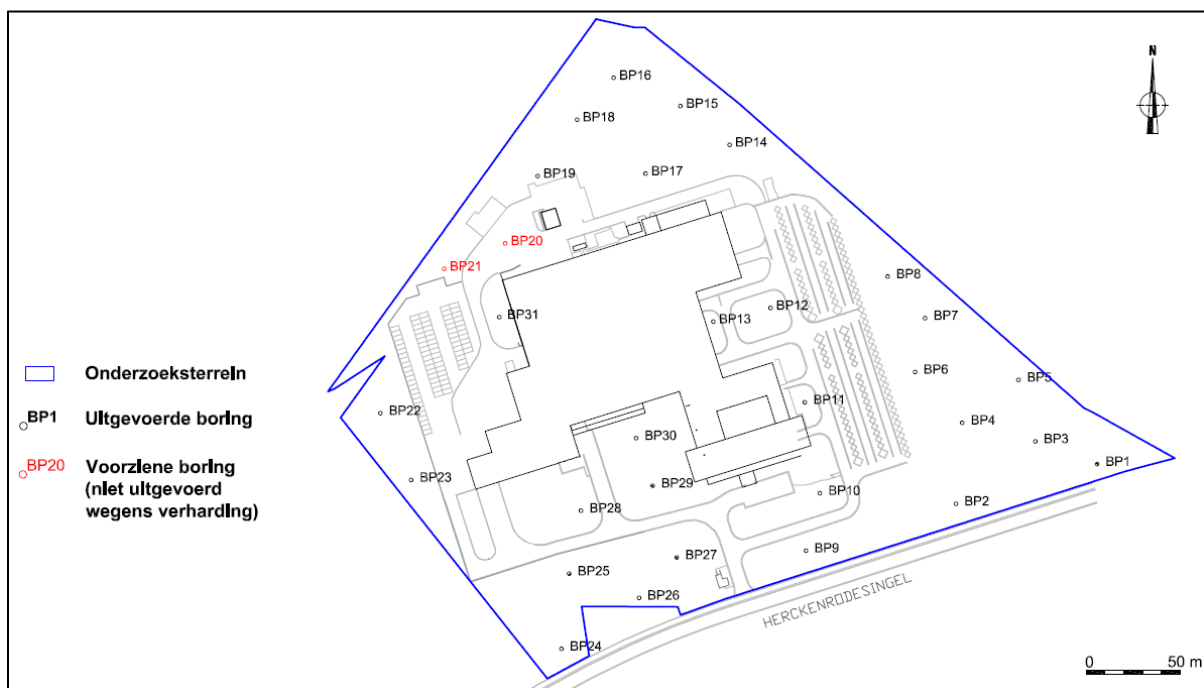 N
BP16
BP15
BP18
BP14
BP17
BP19
BP20
BP21
BP8
BP12
BP31
BP13
BP7
Onderzoeksterrein
BP6
BP5
BP22
BP1 Uitgevoerde boring
BP11
BP4
BP30
BP3
BP1
BP20 Voorziene boring
(niet uitgevoerd
wegens verharding)
BP23
BP29
BP10
BP2
BP28
BP9
BP27
BP25
BP26
HERCKENRODESINGEL
BP24
0 50 m